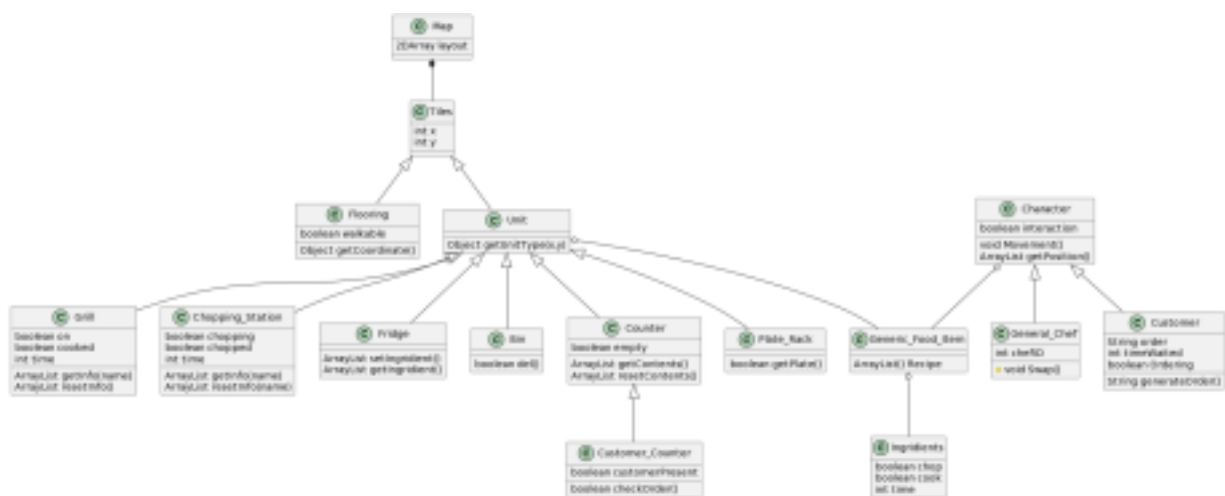 C Map
2DArray layout
C Tiles
int x
int y
C Flooring
boolean walkable
Object getCoordinate()
C Unit
Object getUnitType(x,y)
C Character
boolean interaction
void Movement()
ArrayList getPosition()
C Grill
boolean on
boolean cooked
int time
ArrayList getInfo(name)
ArrayList resetInfo()
C Chopping_Station
boolean chopping
boolean chopped
int time
ArrayList getInfo(name)
ArrayList resetInfo(name)
C Fridge
ArrayList setIngridient()
ArrayList getIngridient()
C Bin
boolean del()
C Counter
boolean empty
ArrayList getContents()
ArrayList resetContents()
C Plate_Rack
boolean getPlate()
C Generic_Food_Item
ArrayList() Recipe
C General_Chef
int chefID
void Swap()
C Customer
String order
int timeWaited
boolean Ordering
String generateOrder()
C Customer_Counter
boolean customerPresent
boolean checkOrder()
C Ingridients
boolean chop
boolean cook
int time